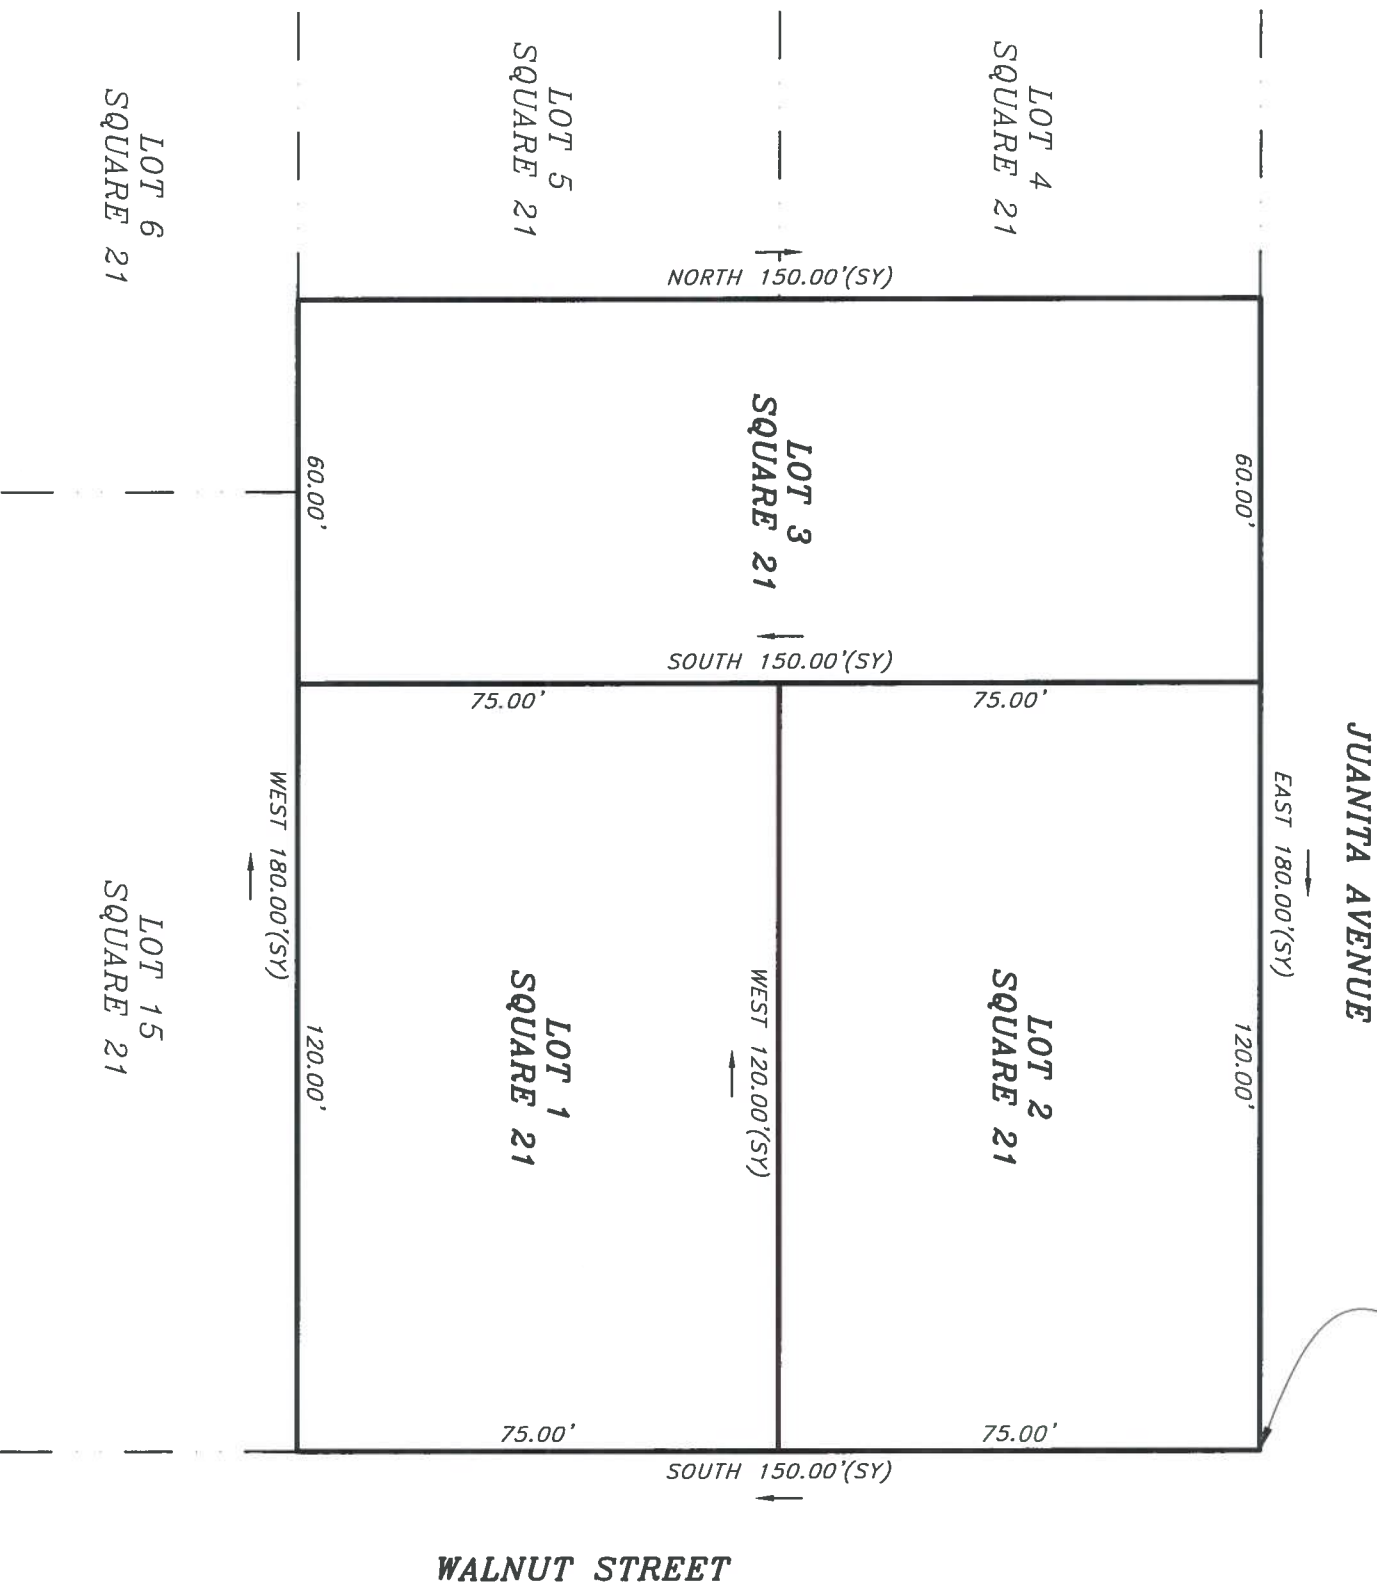 JUANITA AVENUE
EAST 180.00'(SY)
60.00'
120.00'
LOT 4
SQUARE 21
LOT 5
SQUARE 21
LOT 6
SQUARE 21
NORTH 150.00'(SY)
LOT 3
SQUARE 21
SOUTH 150.00'(SY)
75.00'
75.00'
LOT 2
SQUARE 21
WEST 120.00'(SY)
LOT 1
SQUARE 21
75.00'
75.00'
SOUTH 150.00'(SY)
WALNUT STREET
60.00'
120.00'
WEST 180.00'(SY)
LOT 15
SQUARE 21